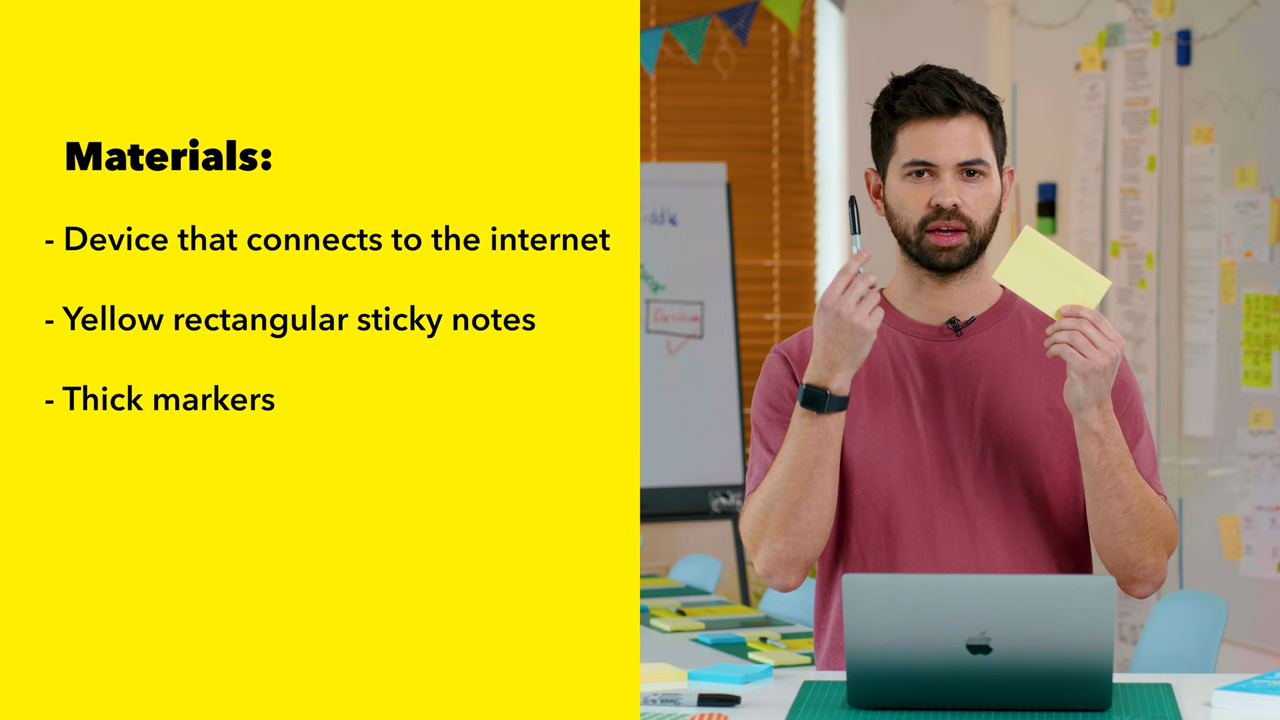 Materials:
- Device that connects to the internet
- Yellow rectangular sticky notes
- Thick markers